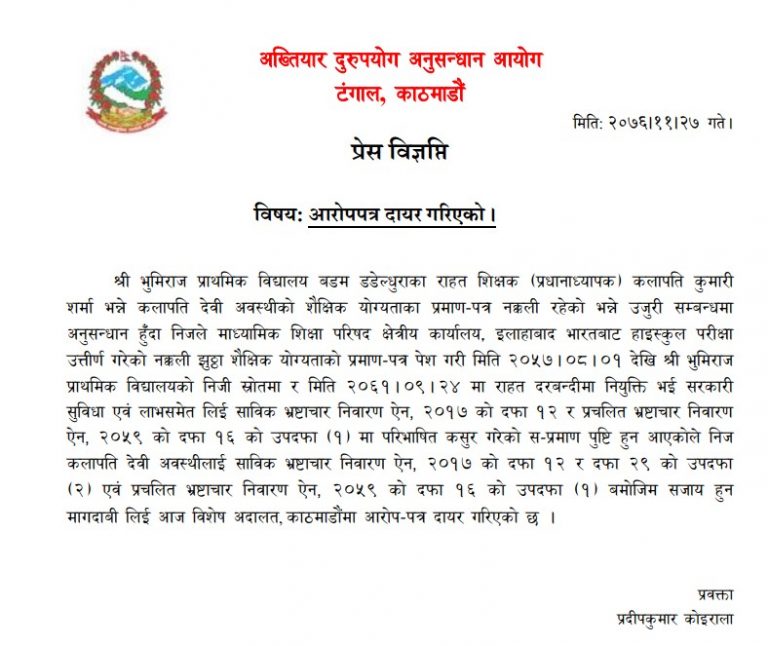 अख्तियार दुरुपयोग अनुसन्धान आयोग
टंगाल, काठमाडौं
मिति: २०७६।११।२७ गते।
प्रेस विज्ञप्ति
विषय: आरोपपत्र दायर गरिएको।
श्री भुमिराज प्राथमिक विद्यालय बडम डडेल्धुराका राहत शिक्षक (प्रधानाध्यापक) कलापति कुमारी
शर्मा भन्ने कलापति देवी अवस्थीको शैक्षिक योग्यताका प्रमाण-पत्र नक्कली रहेको भन्ने उजुरी सम्बन्धमा
अनुसन्धान हुँदा निजले माध्यामिक शिक्षा परिषद क्षेत्रीय कार्यालय, इलाहाबाद भारतबाट हाइस्कुल परीक्षा
उत्तीर्ण गरेको नक्कली झुट्ठा शैक्षिक योग्यताको प्रमाण-पत्र पेश गरी मिति २०५७।०८।०१ देखि श्री भुमिराज
प्राथमिक विद्यालयको निजी स्रोतमा र मिति २०६१।०९।२४ मा राहत दरबन्दीमा नियुक्ति भई सरकारी
सुविधा एवं लाभसमेत लिई साविक भ्रष्टाचार निवारण ऐन, २०१७ को दफा १२ र प्रचलित भ्रष्टाचार निवारण
ऐन, २०५९ को दफा १६ को उपदफा (१) मा परिभाषित कसुर गरेको स-प्रमाण पुष्टि हुन आएकोले निज
कलापति देवी अवस्थीलाई साविक भ्रष्टाचार निवारण ऐन, २०१७ को दफा १२ र दफा २९ को उपदफा
(२) एवं प्रचलित भ्रष्टाचार निवारण ऐन, २०५९ को दफा १६ को उपदफा (१) बमोजिम सजाय हुन
मागदाबी लिई आज विशेष अदालत, काठमाडौंमा आरोप-पत्र दायर गरिएको छ ।
प्रवक्ता
प्रदीपकुमार कोइराला